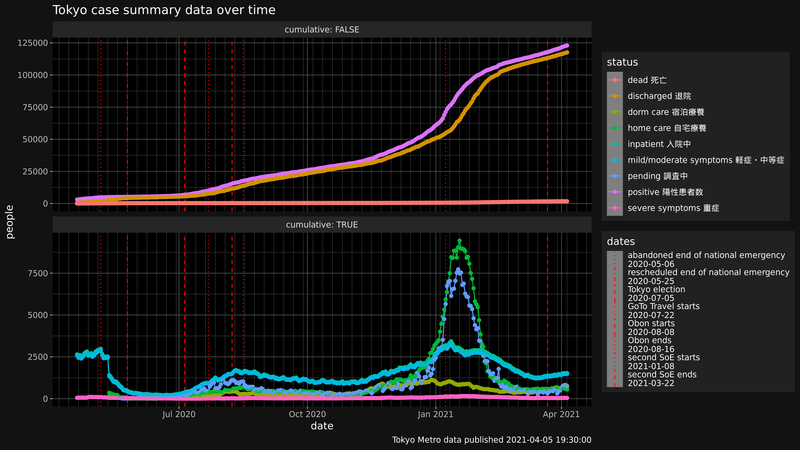 Tokyo case summary data over time
cumulative: FALSE
125000
100000
75000
50000
25000
0
cumulative: TRUE
7500
5000
2500
0
people
Jul 2020
Oct 2020
Jan 2021
Apr 2021
date
status
dead 死亡
discharged 退院
dorm care 宿泊療養
home care 自宅療養
inpatient 入院中
mild/moderate symptoms 軽症・中等症
pending 調査中
positive 陽性患者数
severe symptoms 重症
dates
abandoned end of national emergency
2020-05-06
rescheduled end of national emergency
2020-05-25
Tokyo election
2020-07-05
GoTo Travel starts
2020-07-22
Obon starts
2020-08-08
Obon ends
2020-08-16
second SoE starts
2021-01-08
second SoE ends
2021-03-22
Tokyo Metro data published 2021-04-05 19:30:00